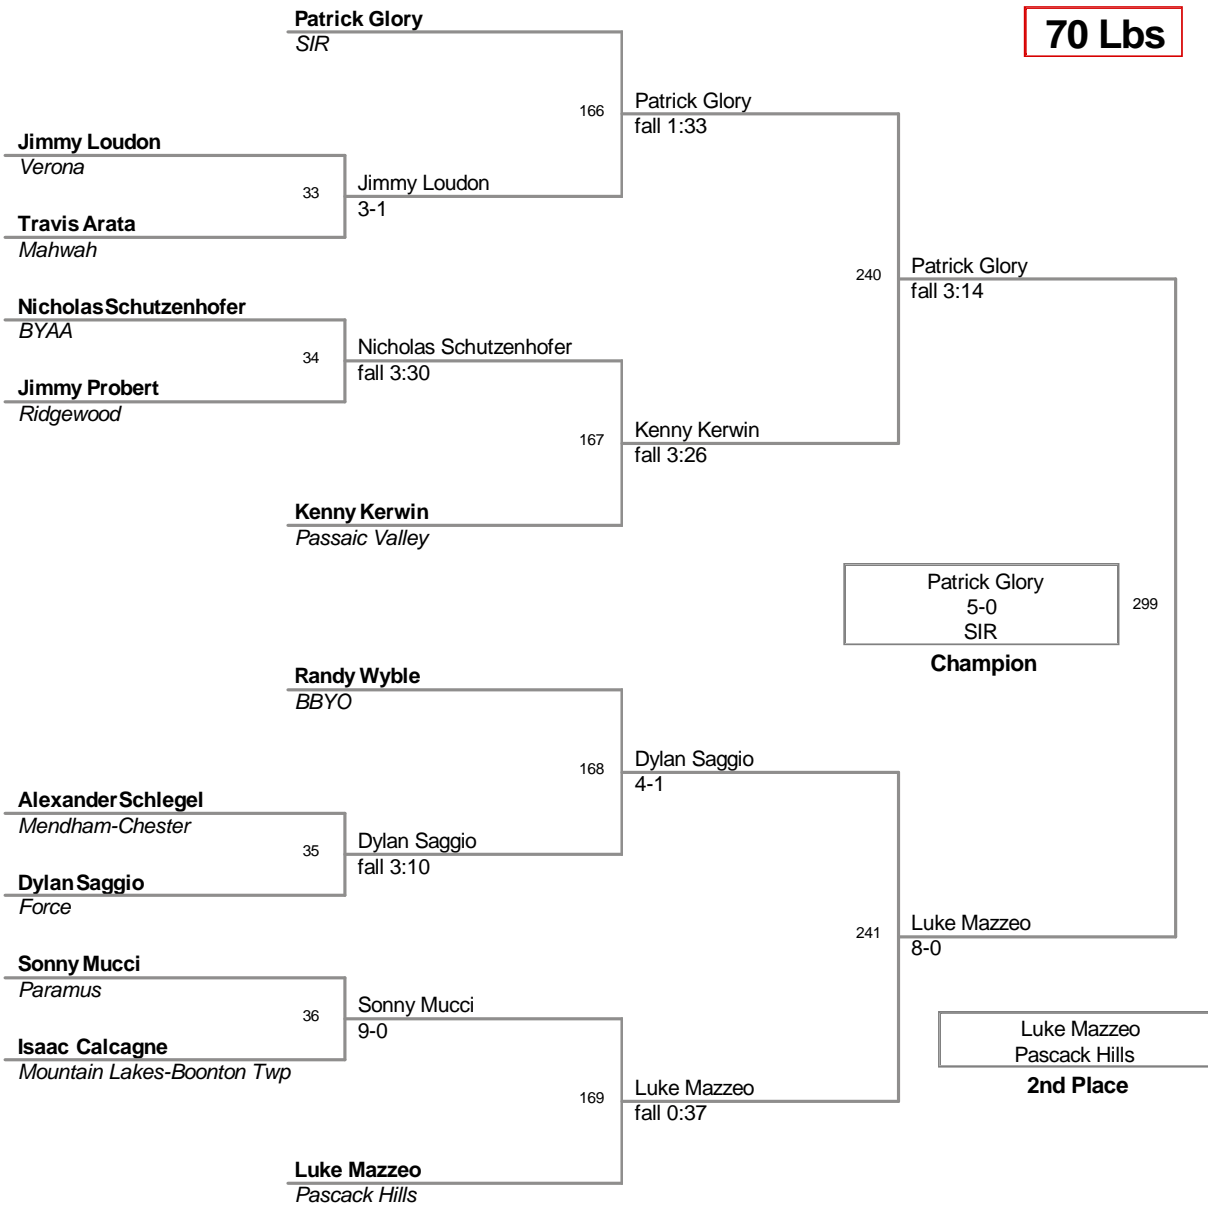 Patrick Glory
SIR
70 Lbs
166
Patrick Glory
fall 1:33
Jimmy Loudon
Verona
33
Jimmy Loudon
3-1
Travis Arata
Mahwah
240
Patrick Glory
fall 3:14
Nicholas Schutzenhofer
BYAA
34
Nicholas Schutzenhofer
fall 3:30
Jimmy Probert
Ridgewood
167
Kenny Kerwin
fall 3:26
Kenny Kerwin
Passaic Valley
Patrick Glory
5-0
SIR
299
Champion
Randy Wyble
BBYO
168
Dylan Saggio
4-1
Alexander Schlegel
Mendham-Chester
35
Dylan Saggio
fall 3:10
Dylan Saggio
Force
241
Luke Mazzeo
8-0
Sonny Mucci
Paramus
36
Sonny Mucci
9-0
Isaac Calcagne
Mountain Lakes-Boonton Twp
Luke Mazzeo
Pascack Hills
2nd Place
169
Luke Mazzeo
fall 0:37
Luke Mazzeo
Pascack Hills